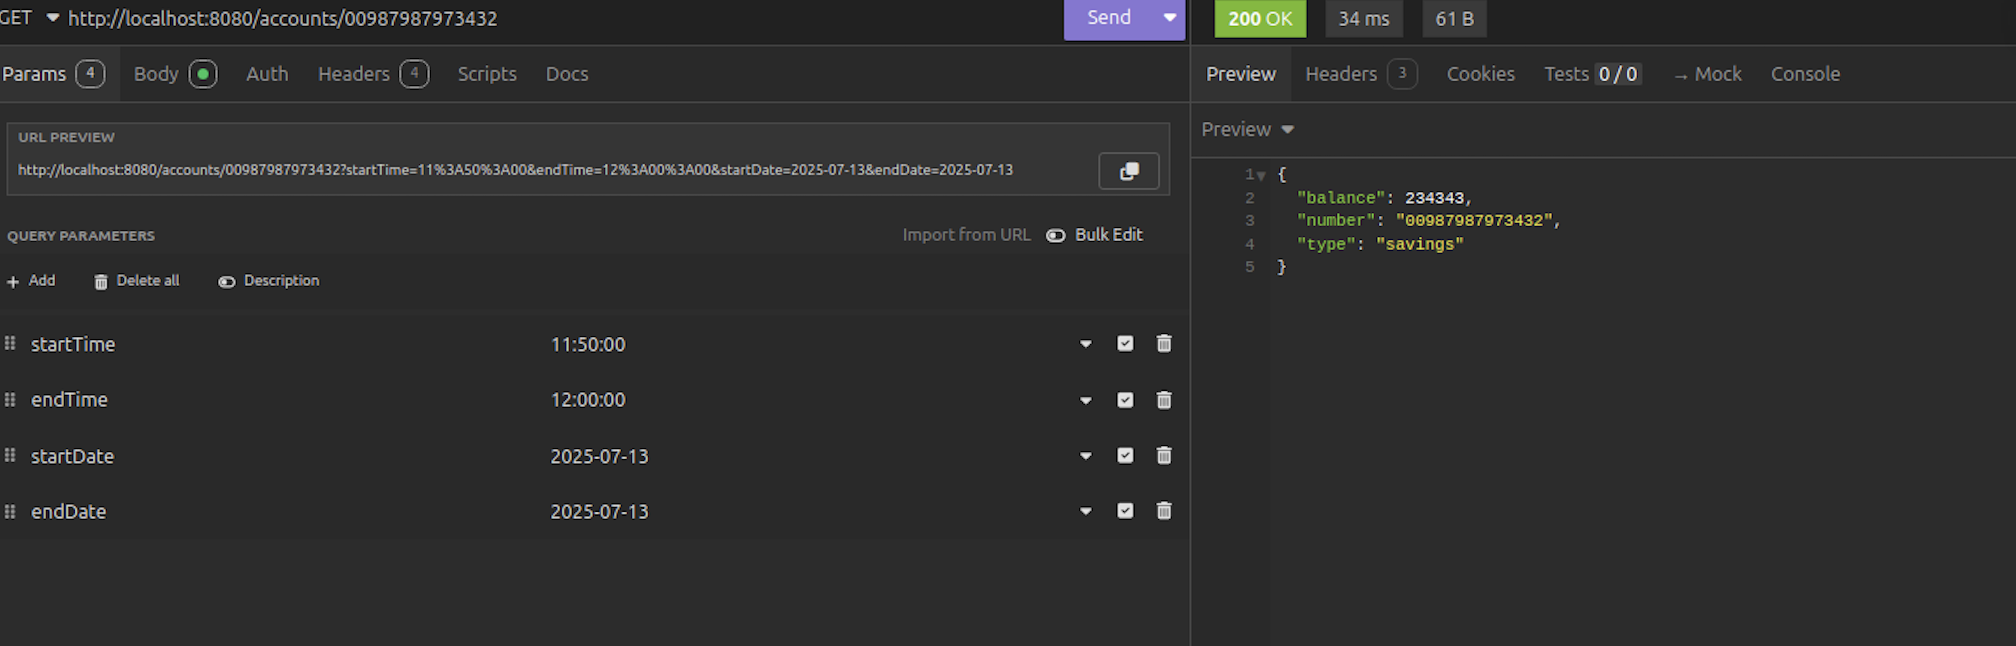 GET http://localhost:8080/accounts/00987987973432 Send
200 OK 34 ms 61 B
Params 4 Body Auth Headers 4 Scripts Docs
Preview Headers 3 Cookies Tests 0/0 → Mock Console
URL PREVIEW
http://localhost:8080/accounts/00987987973432?startTime=11%3A50%3A00&endTime=12%3A00%3A00&startDate=2025-07-13&endDate=2025-07-13
QUERY PARAMETERS Import from URL Bulk Edit
+ Add Delete all Description
startTime 11:50:00
endTime 12:00:00
startDate 2025-07-13
endDate 2025-07-13
Preview
1 {
2 "balance": 234343,
3 "number": "00987987973432",
4 "type": "savings"
5 }